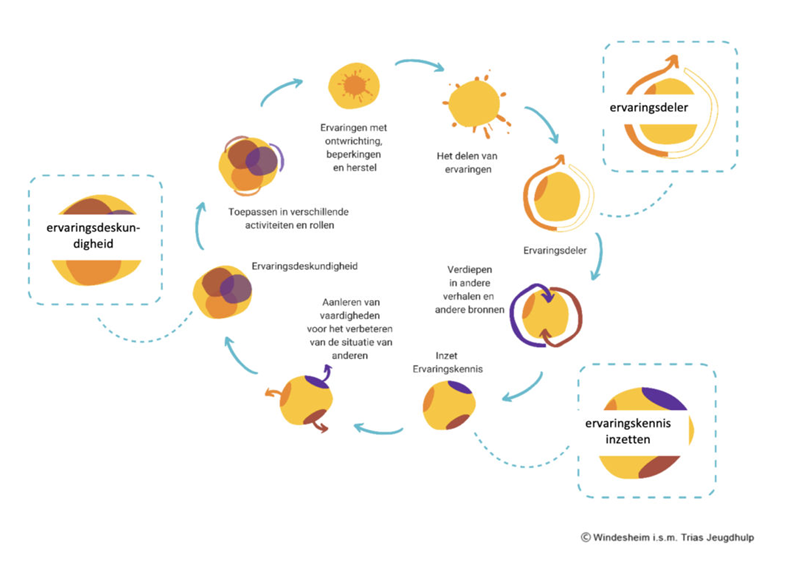 Ervaringen met
ontwrichting,
beperkingen
en herstel
Het delen van
ervaringen
ervaringsdeler
Ervaringsdeler
Verdiepen
in andere
verhalen en
andere bronnen
Inzet
Ervaringskennis
ervaringskennis
inzetten
Aanleren van
vaardigheden
voor het verbeteren
van de situatie van
anderen
Ervaringsdeskundigheid
ervaringsdeskun-
digheid
Toepassen in verschillende
activiteiten en rollen
© Windesheim i.s.m. Trias Jeugdhulp